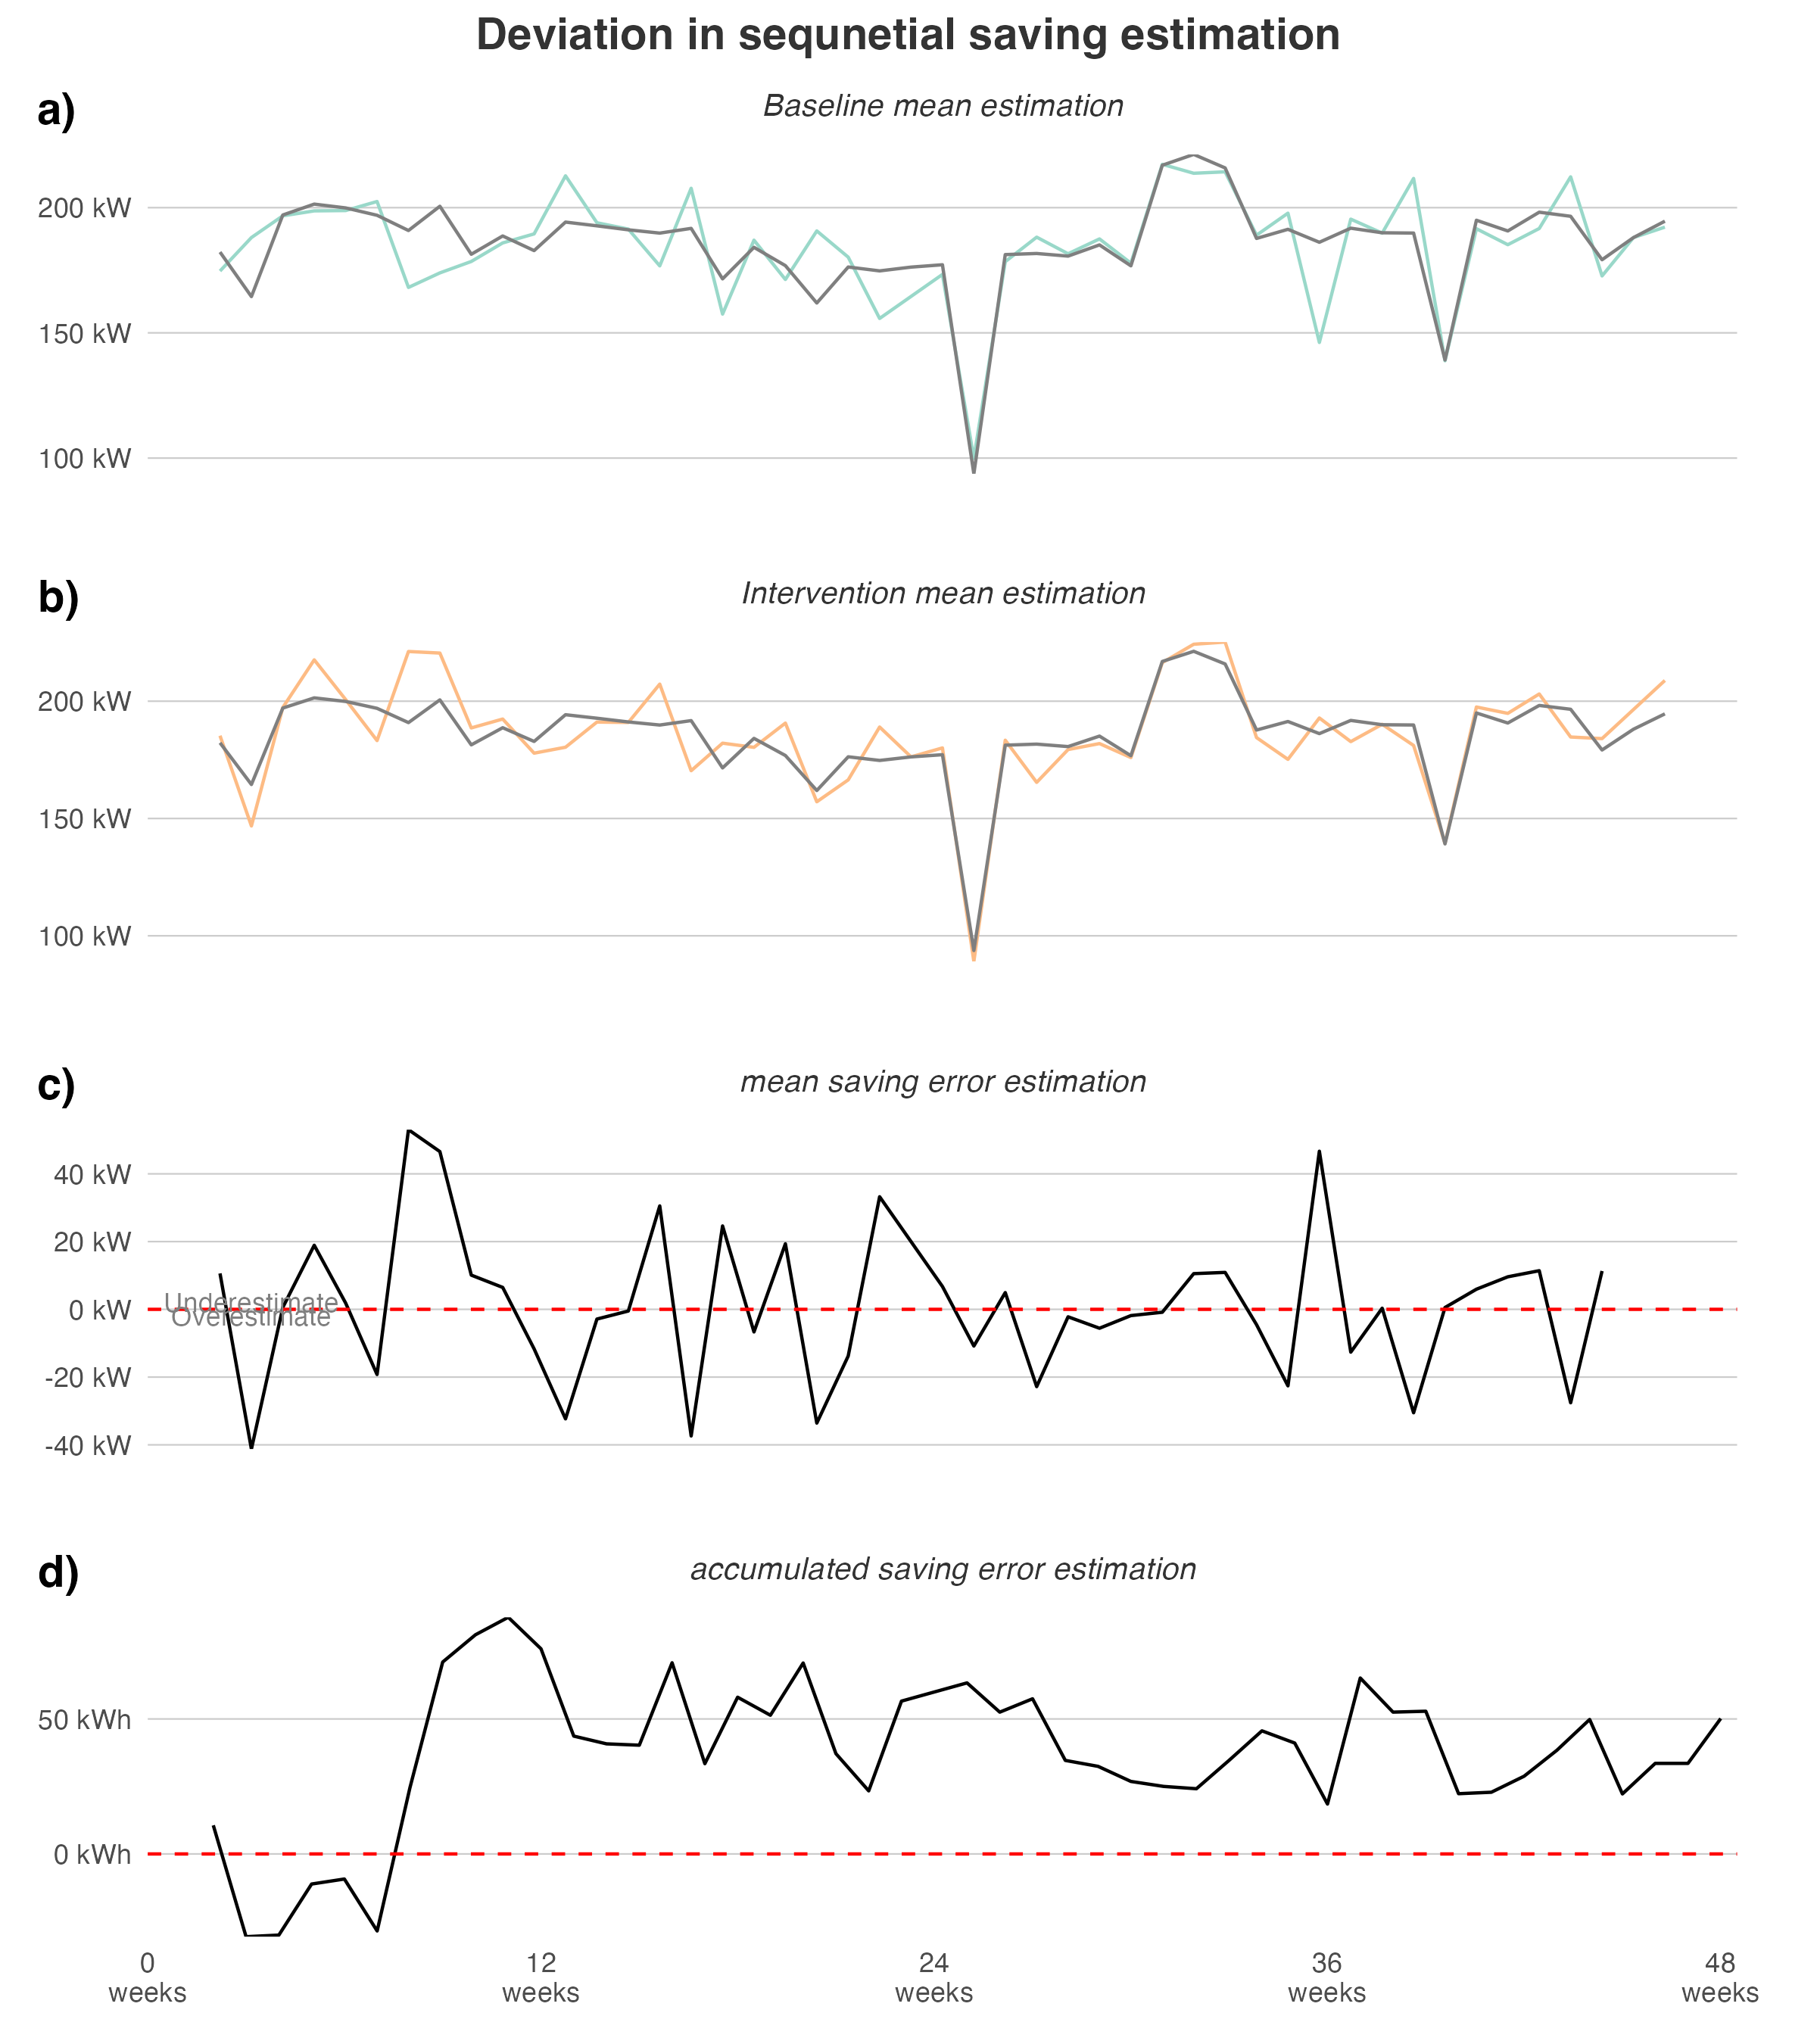 Deviation in sequnetial saving estimation
a)
Baseline mean estimation
200 kW
150 kW
100 kW
b)
Intervention mean estimation
200 kW
150 kW
100 kW
c)
mean saving error estimation
40 kW
20 kW
Underestimate
0 kW
Overestimate
-20 kW
-40 kW
d)
accumulated saving error estimation
50 kWh
0 kWh
0 12 24 36 48
weeks weeks weeks weeks weeks